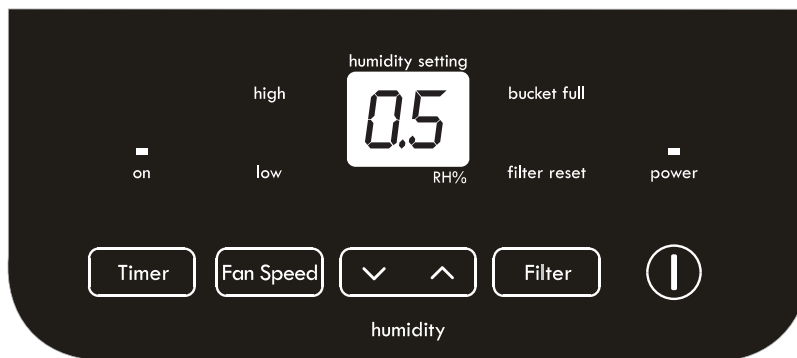 humidity setting
high
0.5
bucket full
on
low
RH%
filter reset
power
Timer
Fan Speed
Filter
humidity